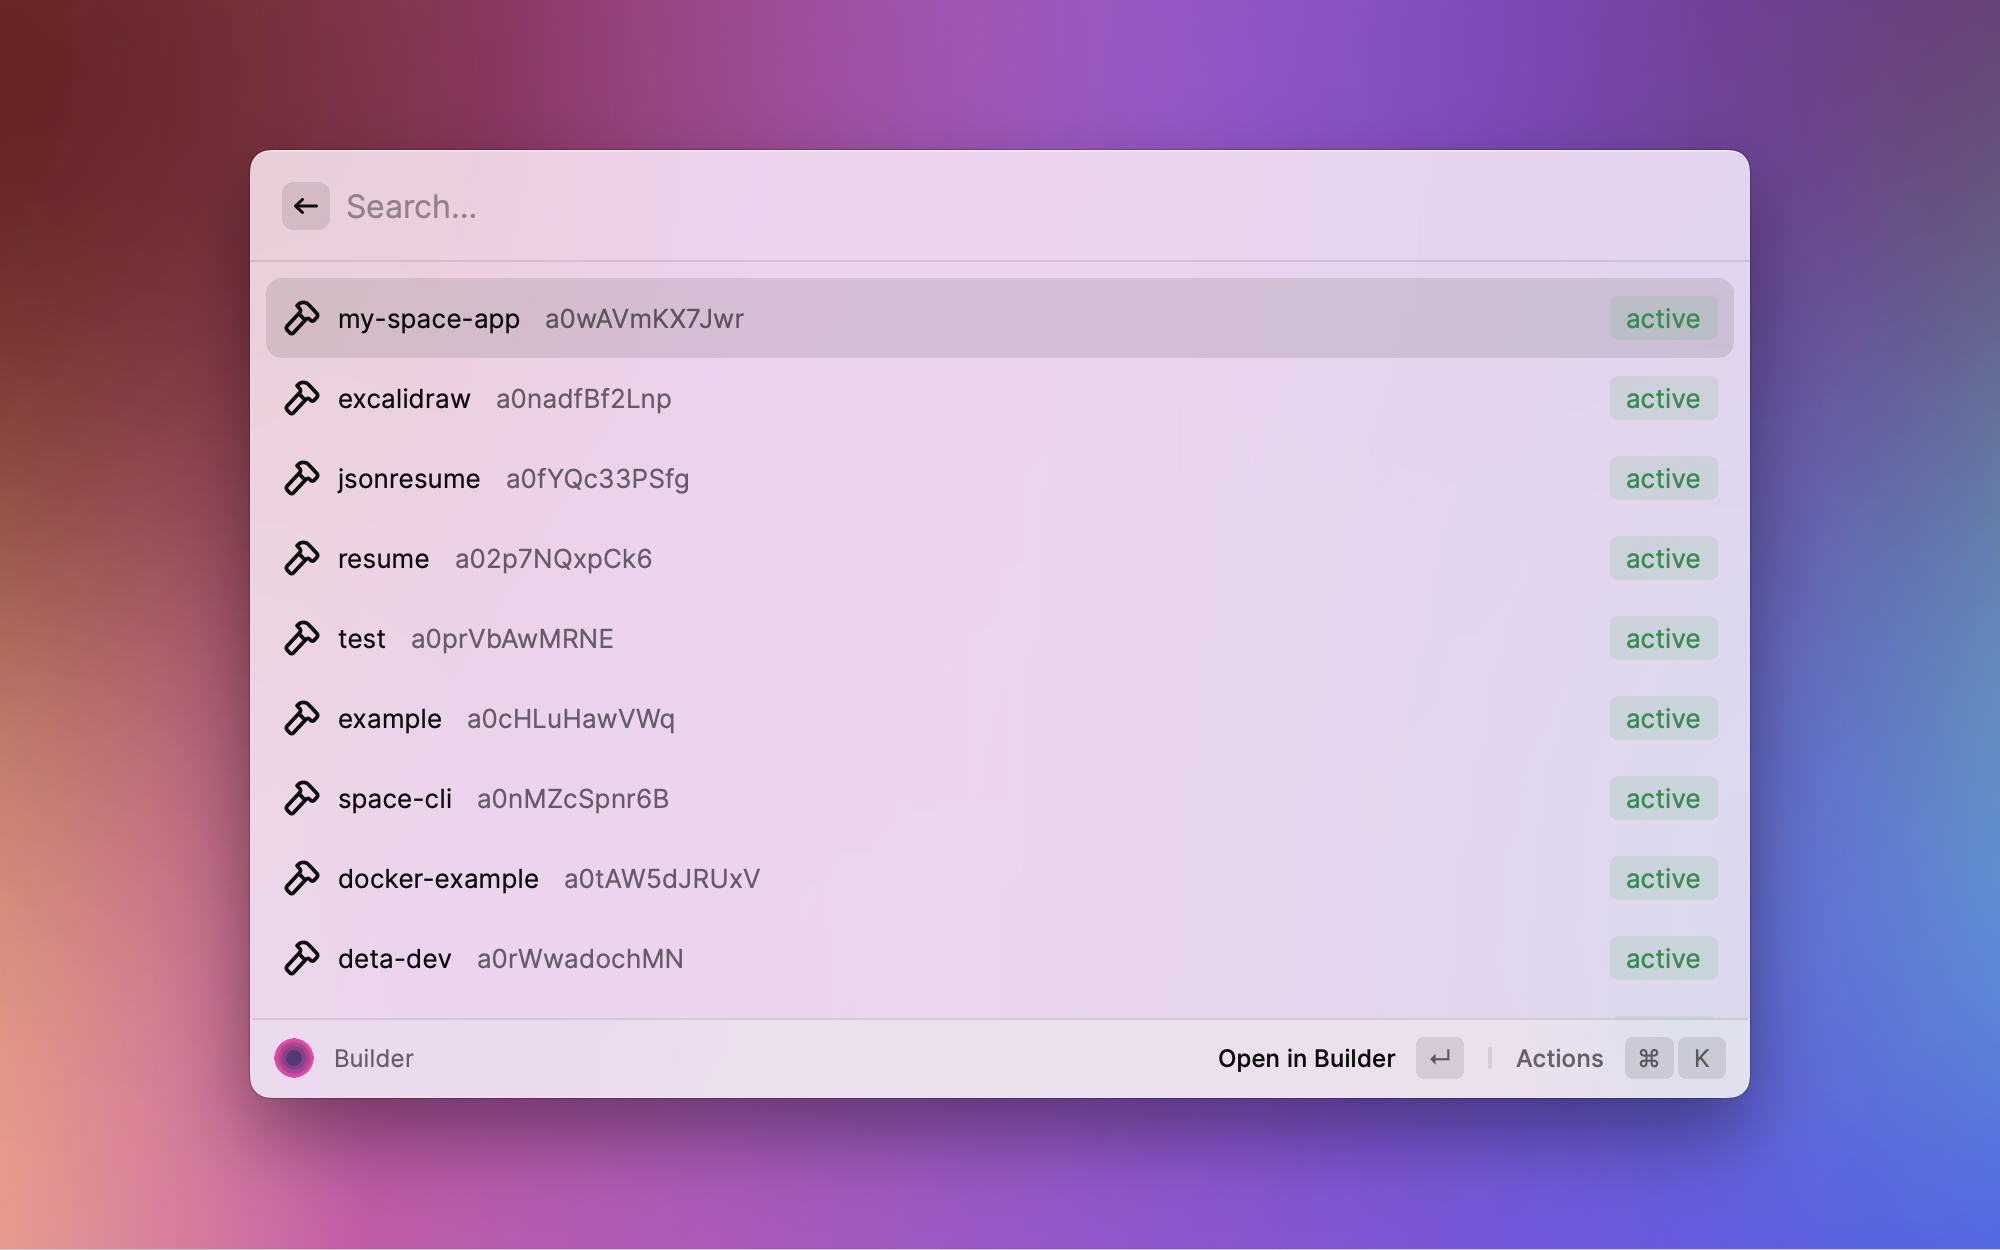 Search...
my-space-app a0wAVmKX7Jwr active
excalidraw a0nadfBf2Lnp active
jsonresume a0fYQc33PSfg active
resume a02p7NQxpCk6 active
test a0prVbAwMRNE active
example a0cHLuHawVWq active
space-cli a0nMZcSpnr6B active
docker-example a0tAW5dJRUxV active
deta-dev a0rWwadochMN active
Builder Open in Builder ↵ Actions ⌘ K